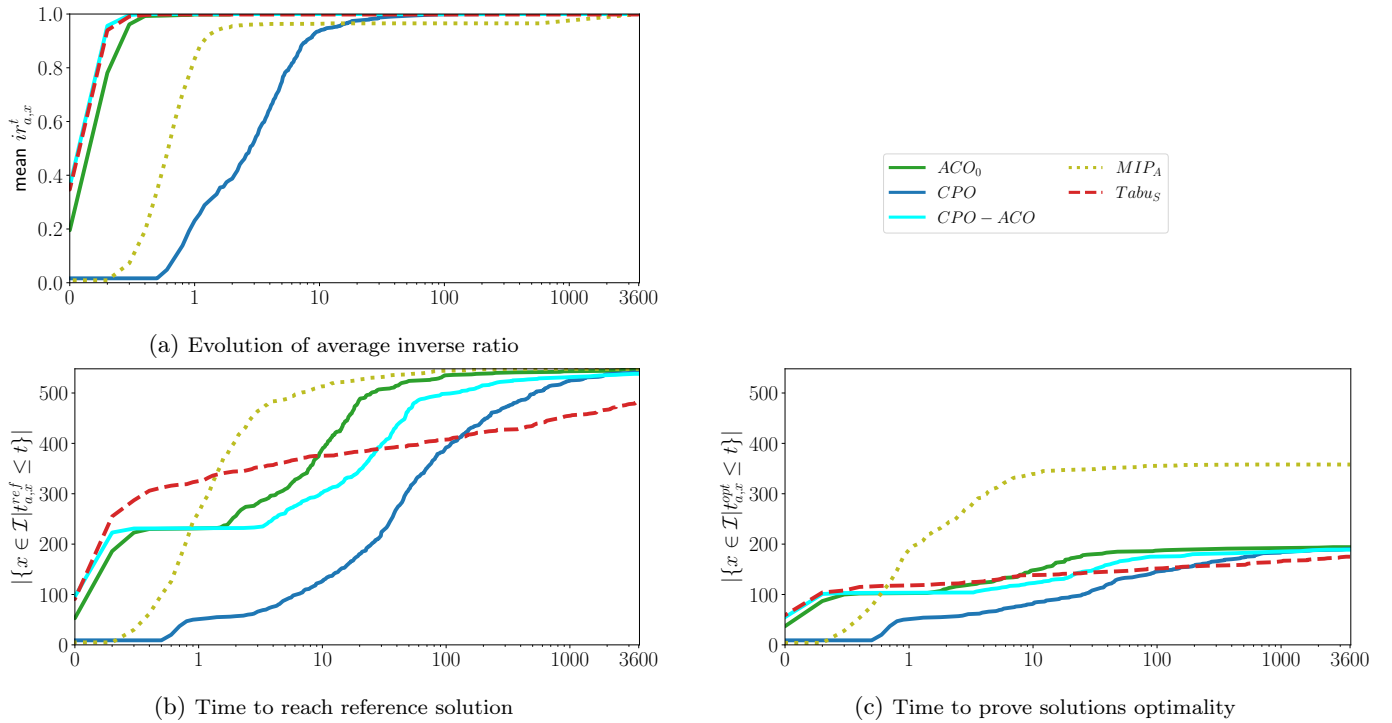 1.0
0.8
0.6
0.4
0.2
0.0
mean ir^t_{a,x}
0 1 10 100 1000 3600
(a) Evolution of average inverse ratio
ACO_0 MIP_A
CPO Tabu_S
CPO − ACO
500
400
300
200
100
0
|{x ∈ I|t^{ref}_{a,x} ≤ t}|
0 1 10 100 1000 3600
(b) Time to reach reference solution
500
400
300
200
100
0
|{x ∈ I|t^{opt}_{a,x} ≤ t}|
0 1 10 100 1000 3600
(c) Time to prove solutions optimality